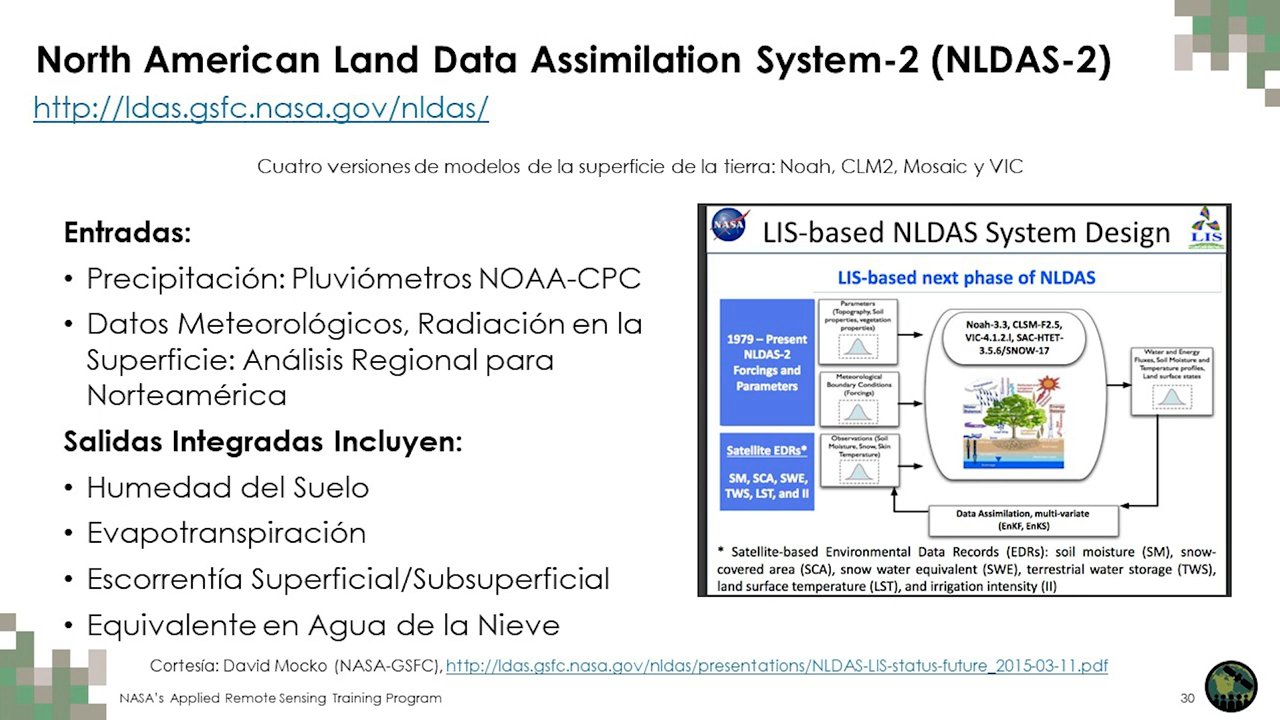 North American Land Data Assimilation System-2 (NLDAS-2)
http://ldas.gsfc.nasa.gov/nldas/
Cuatro versiones de modelos de la superficie de la tierra: Noah, CLM2, Mosaic y VIC
Entradas:
• Precipitación: Pluviómetros NOAA-CPC
• Datos Meteorológicos, Radiación en la
Superficie: Análisis Regional para
Norteamérica
Salidas Integradas Incluyen:
• Humedad del Suelo
• Evapotranspiración
• Escorrentía Superficial/Subsuperficial
• Equivalente en Agua de la Nieve
NASA
LIS-based NLDAS System Design
LIS
LIS-based next phase of NLDAS
1979 – Present
NLDAS-2
Forcings and
Parameters
Satellite EDRs*
SM, SCA, SWE,
TWS, LST, and II
Parameters
(Topography, Soil
properties, vegetation
properties)
Meteorological
Boundary Conditions
(Forcings)
Observations (Soil
Moisture, Snow, Skin
Temperature)
Noah-3.3, CLSM-F2.5,
VIC-4.1.2.l, SAC-HTET-
3.5.6/SNOW-17
Water and Energy
Fluxes, Soil Moisture and
Temperature profiles,
Land surface states
Data Assimilation, multi-variate
(EnKF, EnKS)
* Satellite-based Environmental Data Records (EDRs): soil moisture (SM), snow-
covered area (SCA), snow water equivalent (SWE), terrestrial water storage (TWS),
land surface temperature (LST), and irrigation intensity (II)
Cortesía: David Mocko (NASA-GSFC), http://ldas.gsfc.nasa.gov/nldas/presentations/NLDAS-LIS-status-future_2015-03-11.pdf
NASA's Applied Remote Sensing Training Program
30